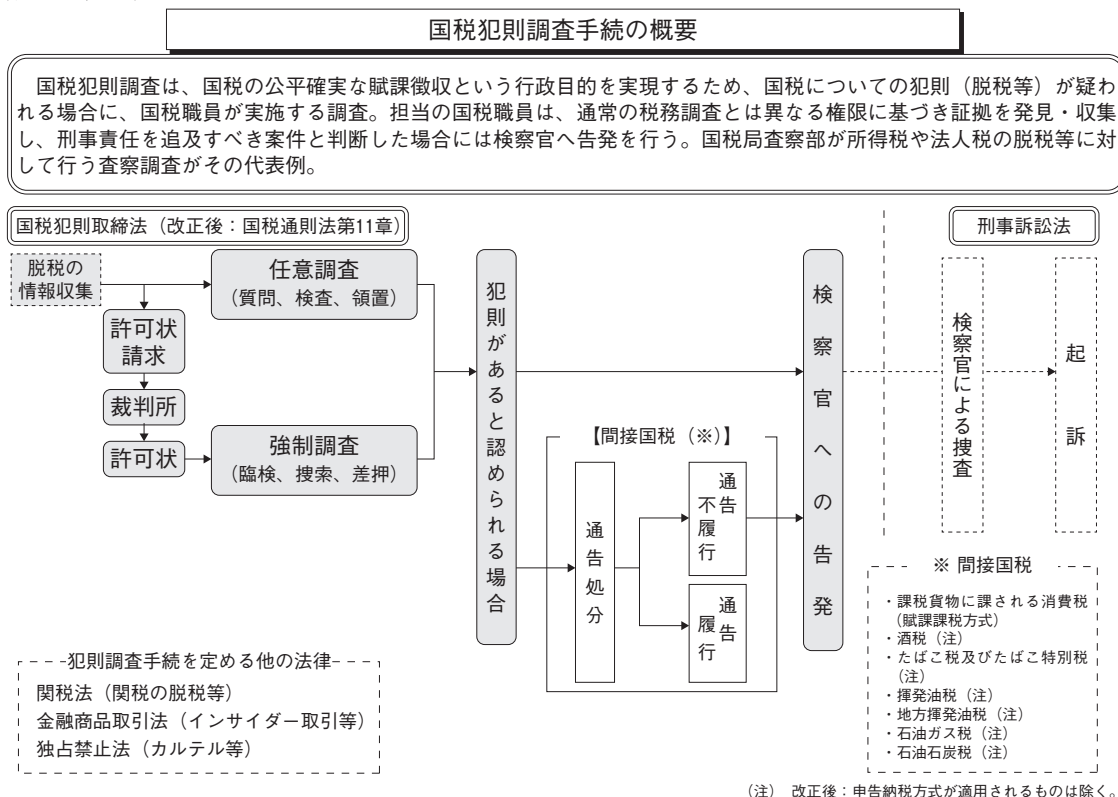 国税犯則調査手続の概要
国税犯則調査は、国税の公平確実な賦課徴収という行政目的を実現するため、国税についての犯則（脱税等）が疑わ
れる場合に、国税職員が実施する調査。担当の国税職員は、通常の税務調査とは異なる権限に基づき証拠を発見・収集
し、刑事責任を追及すべき案件と判断した場合には検察官へ告発を行う。国税局査察部が所得税や法人税の脱税等に対
して行う査察調査がその代表例。
国税犯則取締法（改正後：国税通則法第11章）
刑事訴訟法
脱税の
情報収集
任意調査
（質問、検査、領置）
許可状
請求
裁判所
許可状
強制調査
（臨検、捜索、差押）
犯則があると認められる場合
【間接国税（※）】
通告処分
通告
不履行
通告
履行
検察官への告発
検察官による捜査
起訴
※ 間接国税
・課税貨物に課される消費税
（賦課課税方式）
・酒税（注）
・たばこ税及びたばこ特別税
（注）
・揮発油税（注）
・地方揮発油税（注）
・石油ガス税（注）
・石油石炭税（注）
犯則調査手続を定める他の法律
関税法（関税の脱税等）
金融商品取引法（インサイダー取引等）
独占禁止法（カルテル等）
（注） 改正後：申告納税方式が適用されるものは除く。